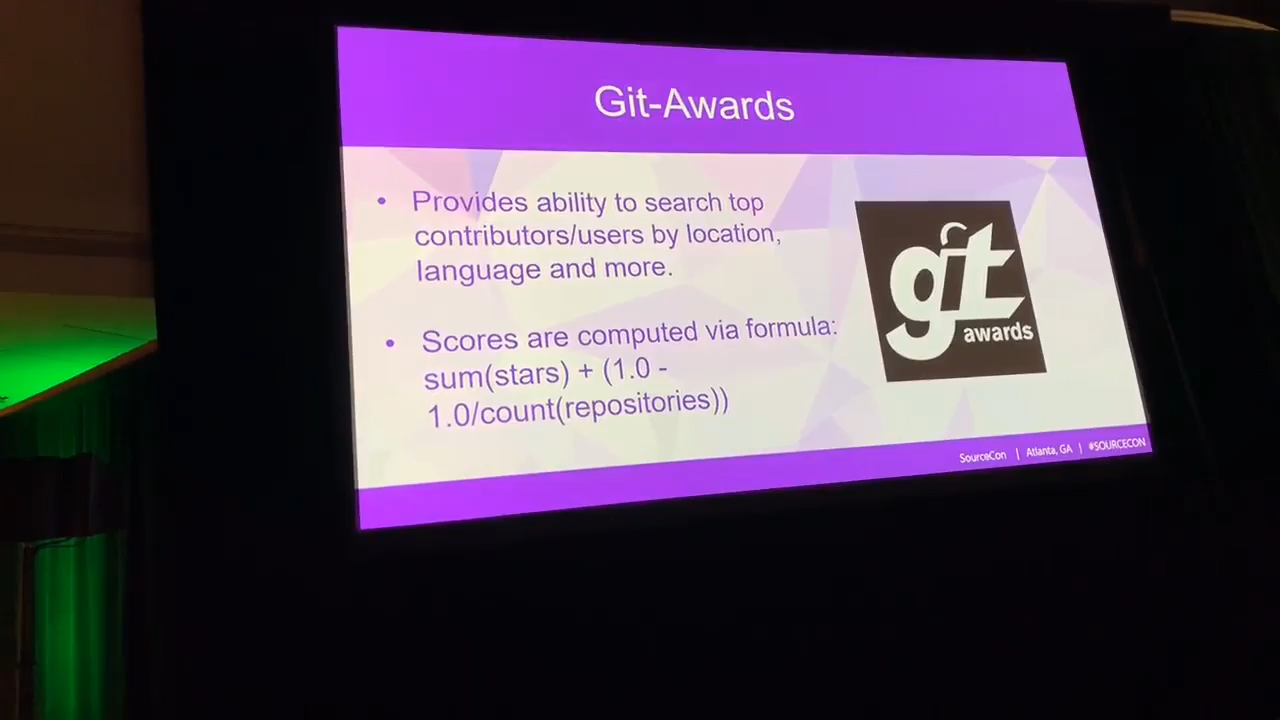 Git-Awards
• Provides ability to search top
contributors/users by location,
language and more.
• Scores are computed via formula:
sum(stars) + (1.0 -
1.0/count(repositories))
git
awards
SourceCon | Atlanta, GA | #SOURCECON